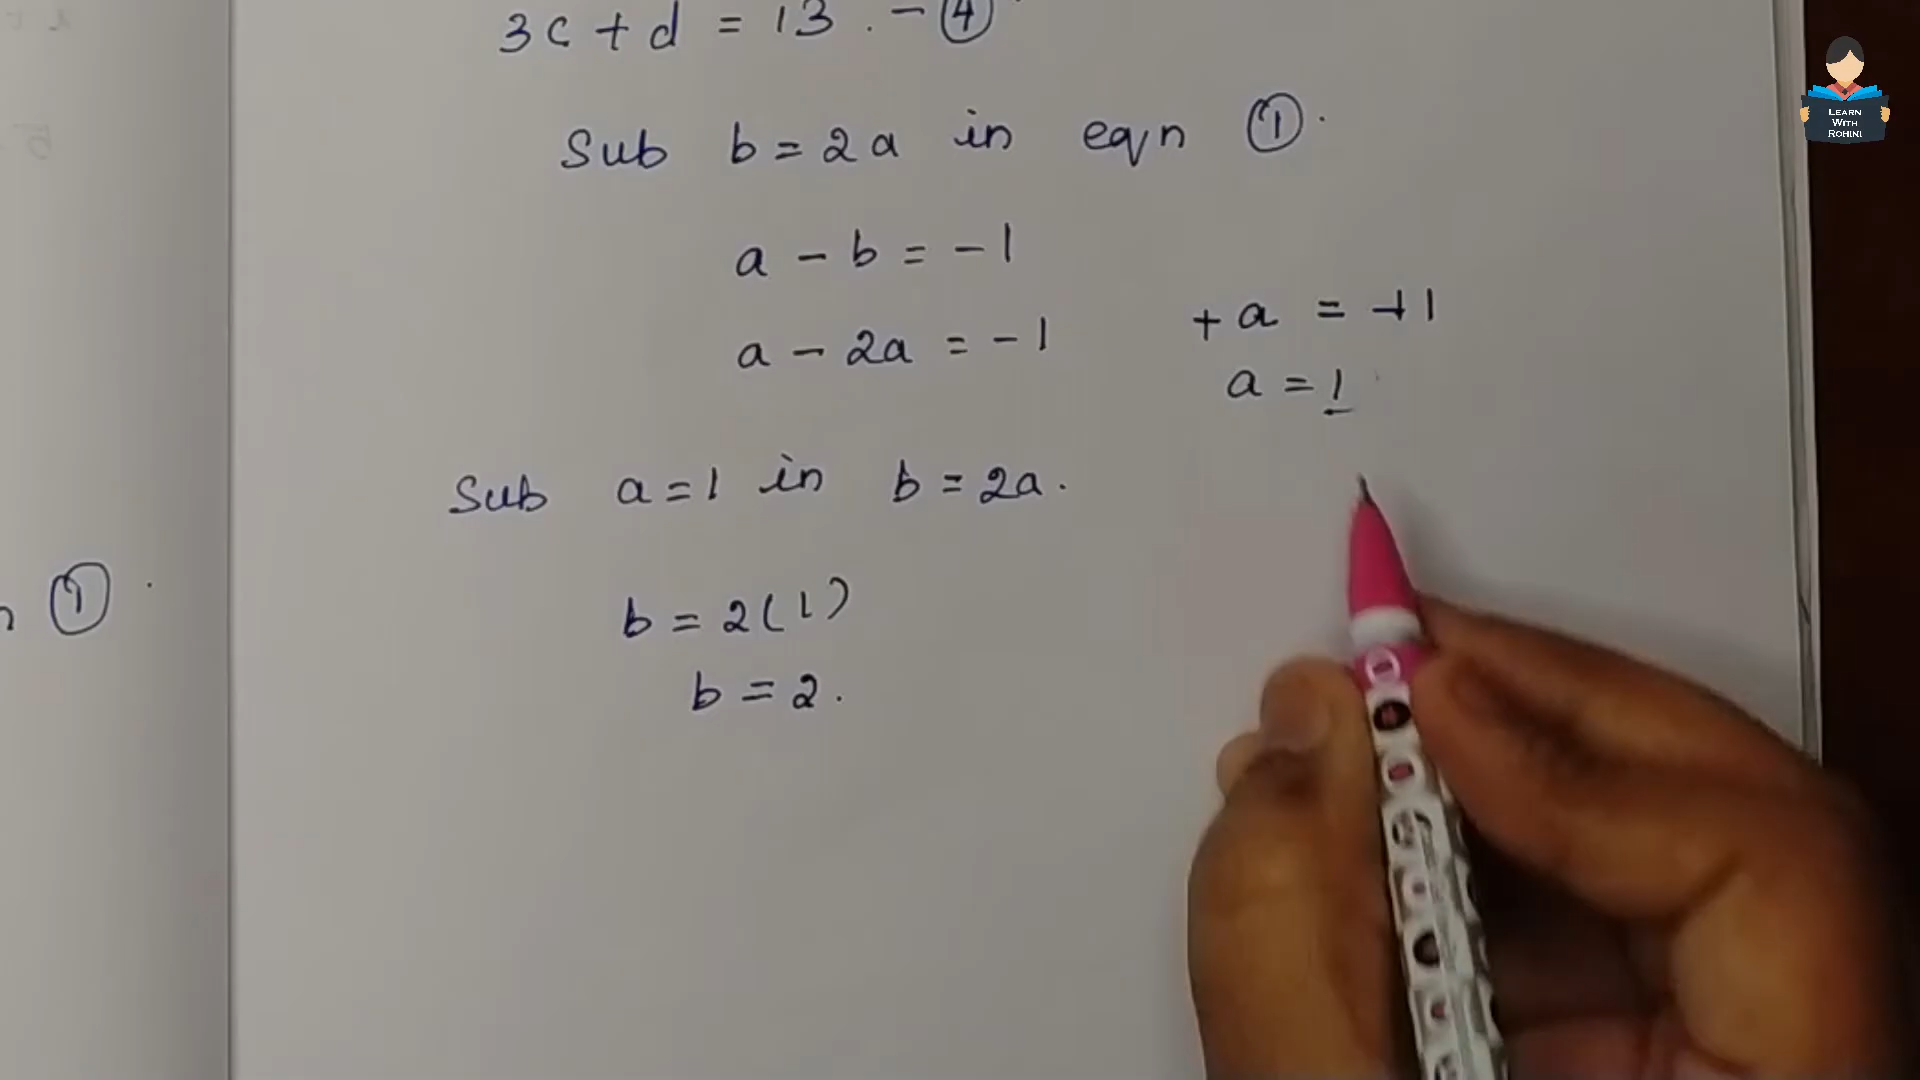 3c + d = 13 . - ④
Sub b = 2a in eqn ① .
a - b = - 1
a - 2a = - 1
+ a = + 1
a = 1
Sub a = 1 in b = 2a .
b = 2 ( 1 )
b = 2 .
① .
LEARN
WITH
ROHINI